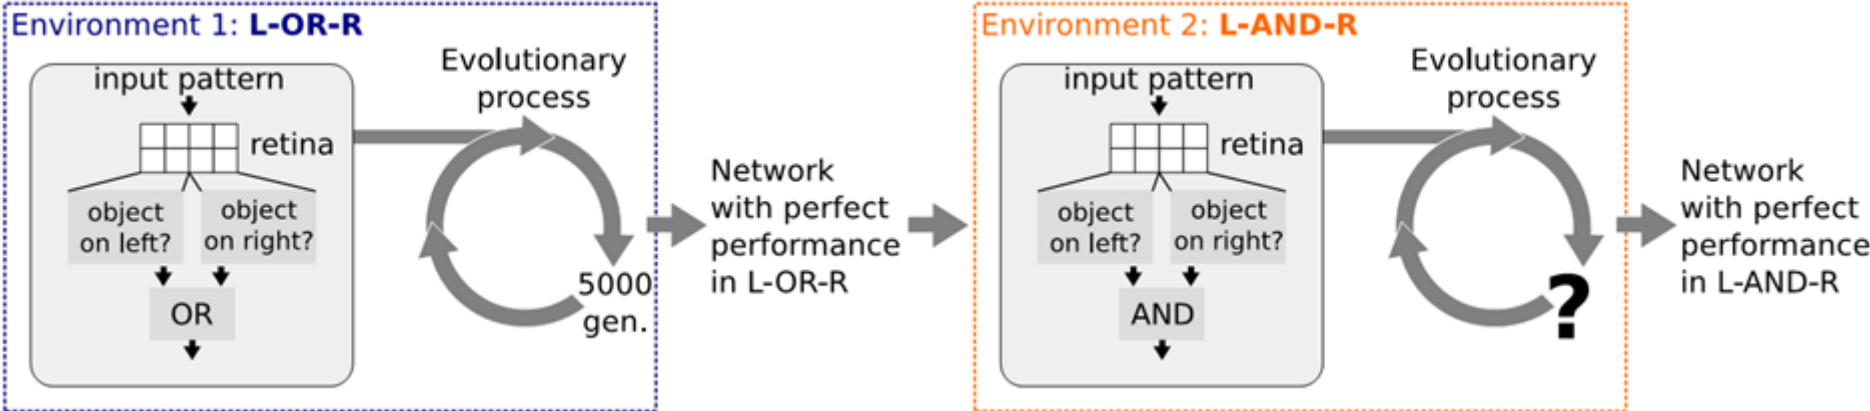 Environment 1: L-OR-R
input pattern
retina
object
on left?
object
on right?
OR
Evolutionary
process
5000
gen.
Network
with perfect
performance
in L-OR-R
Environment 2: L-AND-R
input pattern
retina
object
on left?
object
on right?
AND
Evolutionary
process
?
Network
with perfect
performance
in L-AND-R